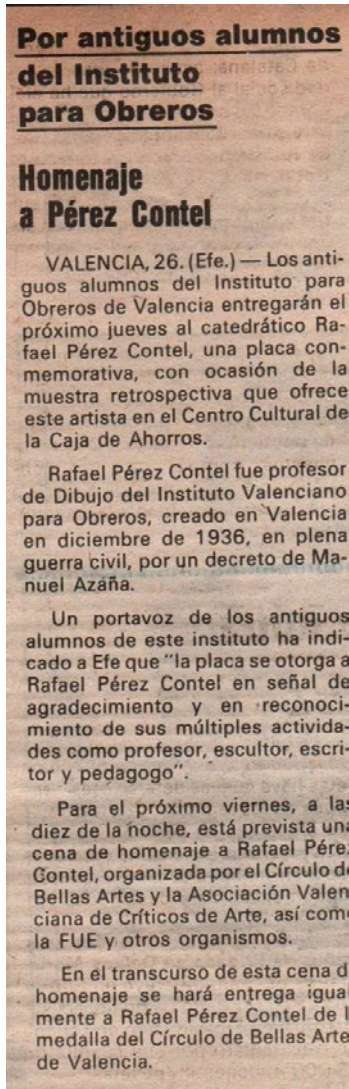 Por antiguos alumnos
del Instituto
para Obreros
Homenaje
a Pérez Contel
VALENCIA, 26. (Efe.) — Los anti-
guos alumnos del Instituto para
Obreros de Valencia entregarán el
próximo jueves al catedrático Ra-
fael Pérez Contel, una placa con-
memorativa, con ocasión de la
muestra retrospectiva que ofrece
este artista en el Centro Cultural de
la Caja de Ahorros.
Rafael Pérez Contel fue profesor
de Dibujo del Instituto Valenciano
para Obreros, creado en Valencia
en diciembre de 1936, en plena
guerra civil, por un decreto de Ma-
nuel Azaña.
Un portavoz de los antiguos
alumnos de este instituto ha indi-
cado a Efe que "la placa se otorga a
Rafael Pérez Contel en señal de
agradecimiento y en reconoci-
miento de sus múltiples activida-
des como profesor, escultor, escri-
tor y pedagogo".
Para el próximo viernes, a las
diez de la noche, está prevista una
cena de homenaje a Rafael Pérez
Contel, organizada por el Círculo de
Bellas Artes y la Asociación Valen
ciana de Críticos de Arte, así como
la FUE y otros organismos.
En el transcurso de esta cena d
homenaje se hará entrega igua
mente a Rafael Pérez Contel de l
medalla del Círculo de Bellas Arte
de Valencia.